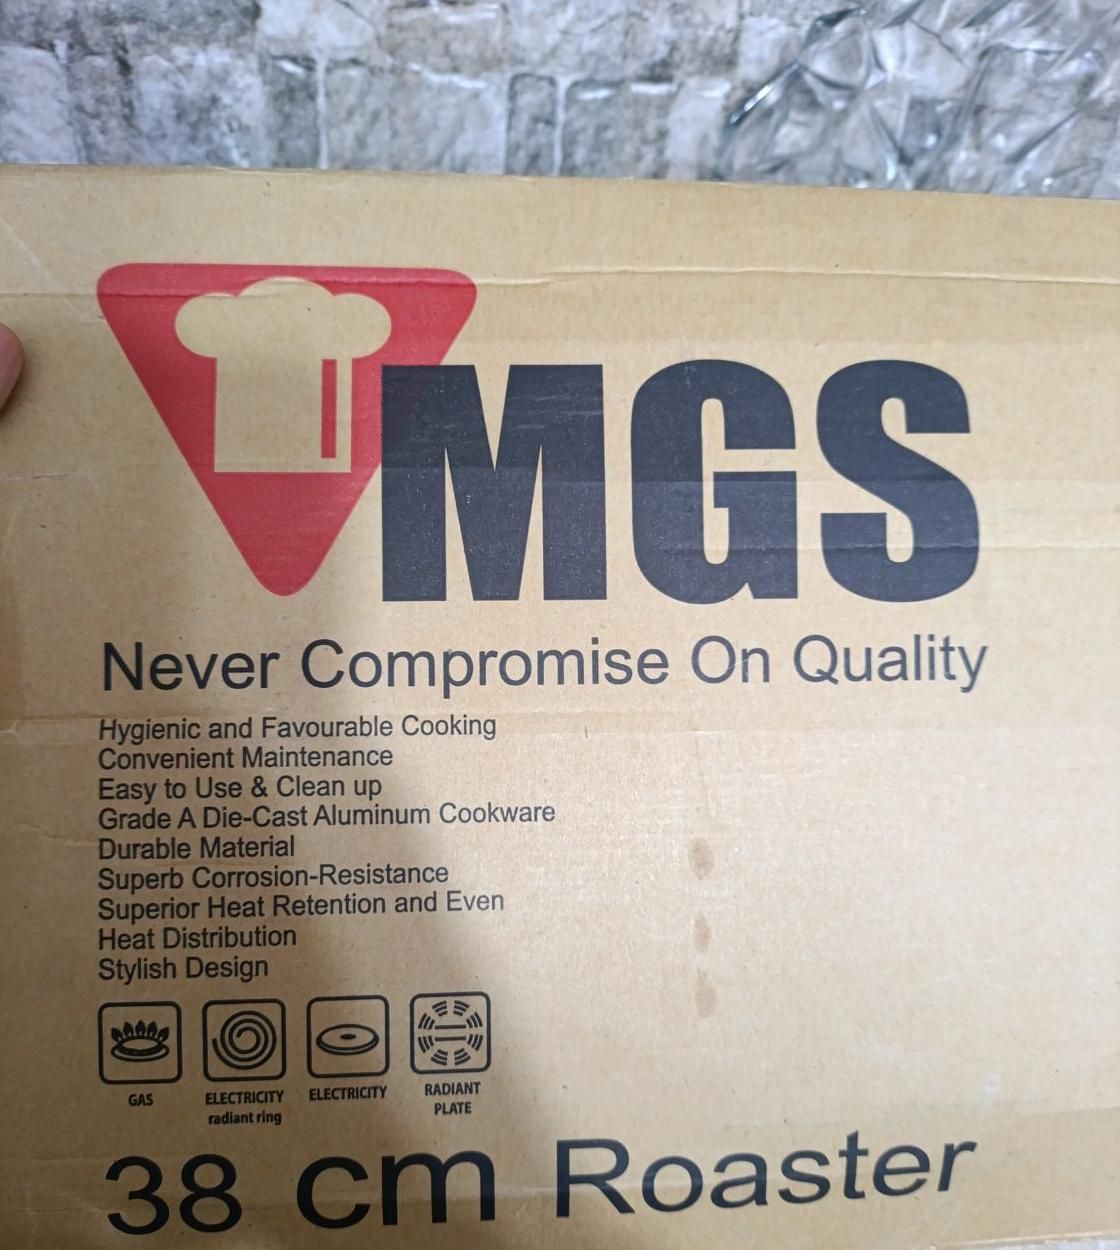 MGS
Never Compromise On Quality
Hygienic and Favourable Cooking
Convenient Maintenance
Easy to Use & Clean up
Grade A Die-Cast Aluminum Cookware
Durable Material
Superb Corrosion-Resistance
Superior Heat Retention and Even
Heat Distribution
Stylish Design
GAS
ELECTRICITY
radiant ring
ELECTRICITY
RADIANT
PLATE
38 cm Roaster